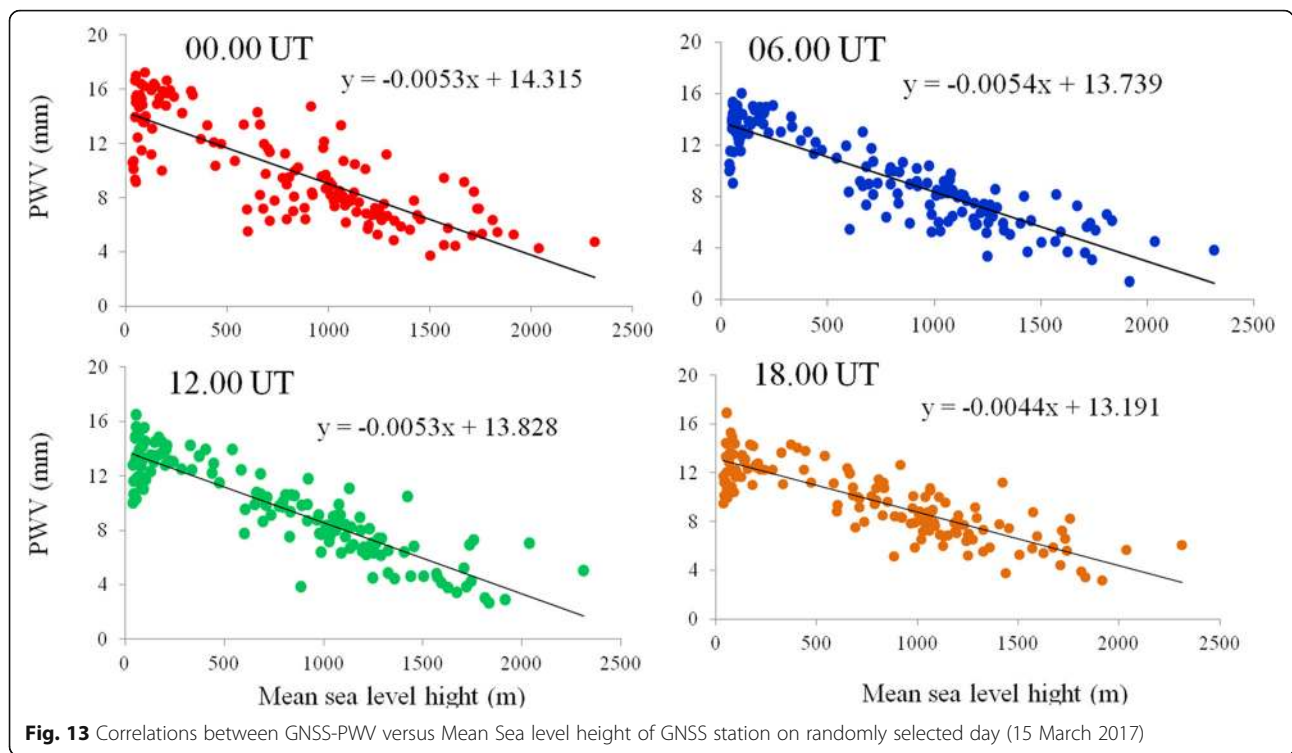 00.00 UT
y = -0.0053x + 14.315
PWV (mm)
20
16
12
8
4
0
0 500 1000 1500 2000 2500
06.00 UT
y = -0.0054x + 13.739
20
16
12
8
4
0
0 500 1000 1500 2000 2500
12.00 UT
y = -0.0053x + 13.828
PWV (mm)
20
16
12
8
4
0
0 500 1000 1500 2000 2500
Mean sea level hight (m)
18.00 UT
y = -0.0044x + 13.191
20
16
12
8
4
0
0 500 1000 1500 2000 2500
Mean sea level hight (m)
Fig. 13 Correlations between GNSS-PWV versus Mean Sea level height of GNSS station on randomly selected day (15 March 2017)